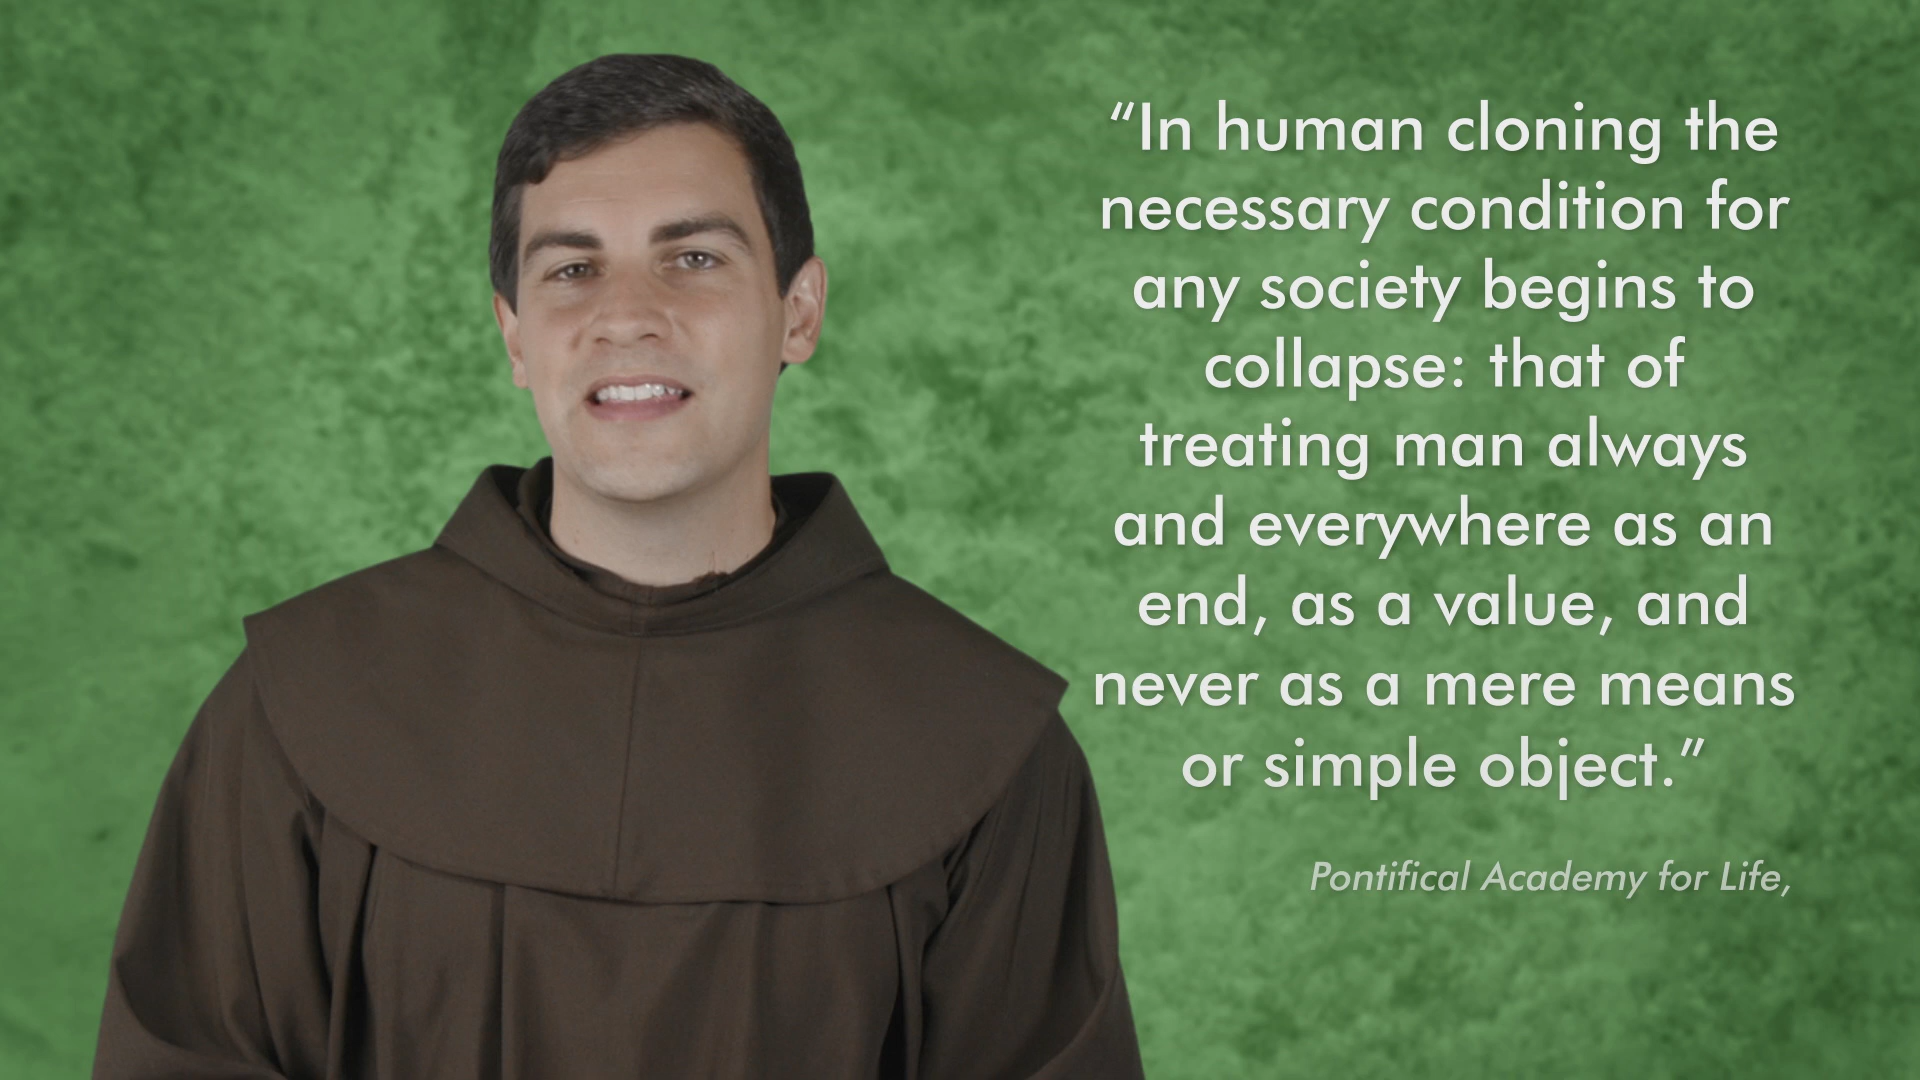 “In human cloning the
necessary condition for
any society begins to
collapse: that of
treating man always
and everywhere as an
end, as a value, and
never as a mere means
or simple object.”
Pontifical Academy for Life,